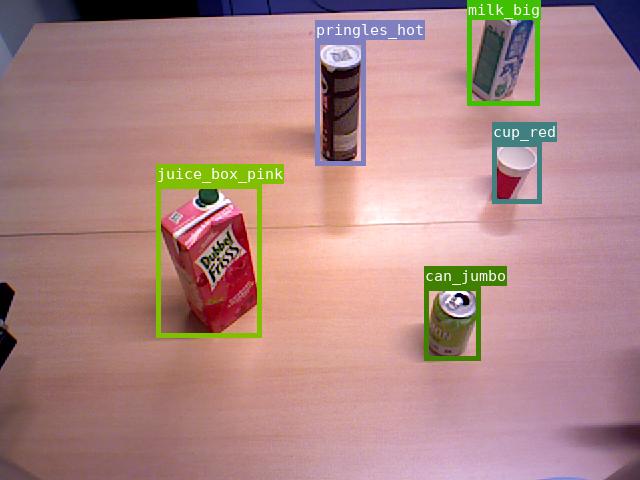 milk_big
pringles_hot
cup_red
juice_box_pink
Dubbel
Frisss
can_jumbo